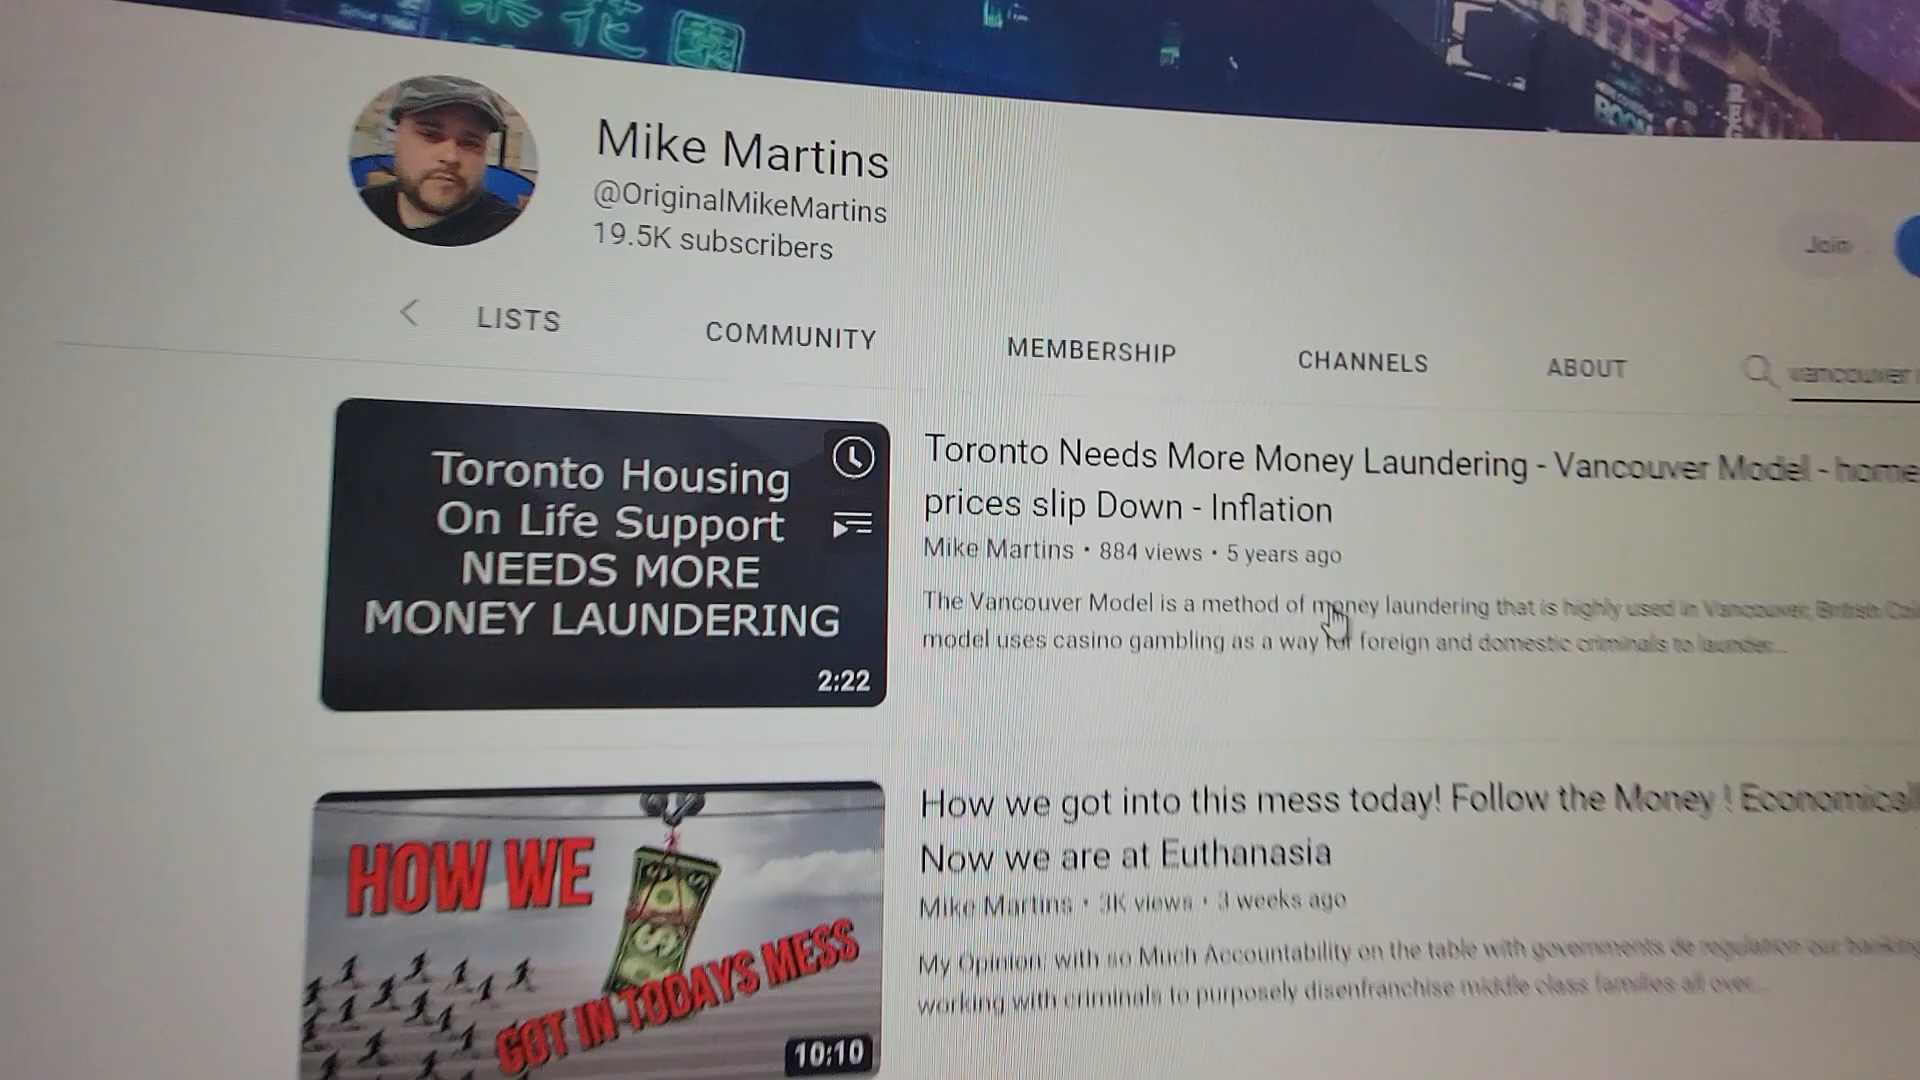 Mike Martins
@OriginalMikeMartins
19.5K subscribers
Join
LISTS COMMUNITY MEMBERSHIP CHANNELS ABOUT vancouver
Toronto Housing
On Life Support
NEEDS MORE
MONEY LAUNDERING
2:22
Toronto Needs More Money Laundering - Vancouver Model - home
prices slip Down - Inflation
Mike Martins • 884 views • 5 years ago
The Vancouver Model is a method of money laundering that is highly used in Vancouver, British
model uses casino gambling as a way for foreign and domestic criminals to launder...
HOW WE
GOT IN TODAYS MESS
10:10
How we got into this mess today! Follow the Money ! Economical
Now we are at Euthanasia
Mike Martins • 3K views • 3 weeks ago
My Opinion: with so Much Accountability on the table with governments de regulation our banking
working with criminals to purposely disenfranchise middle class families all over...